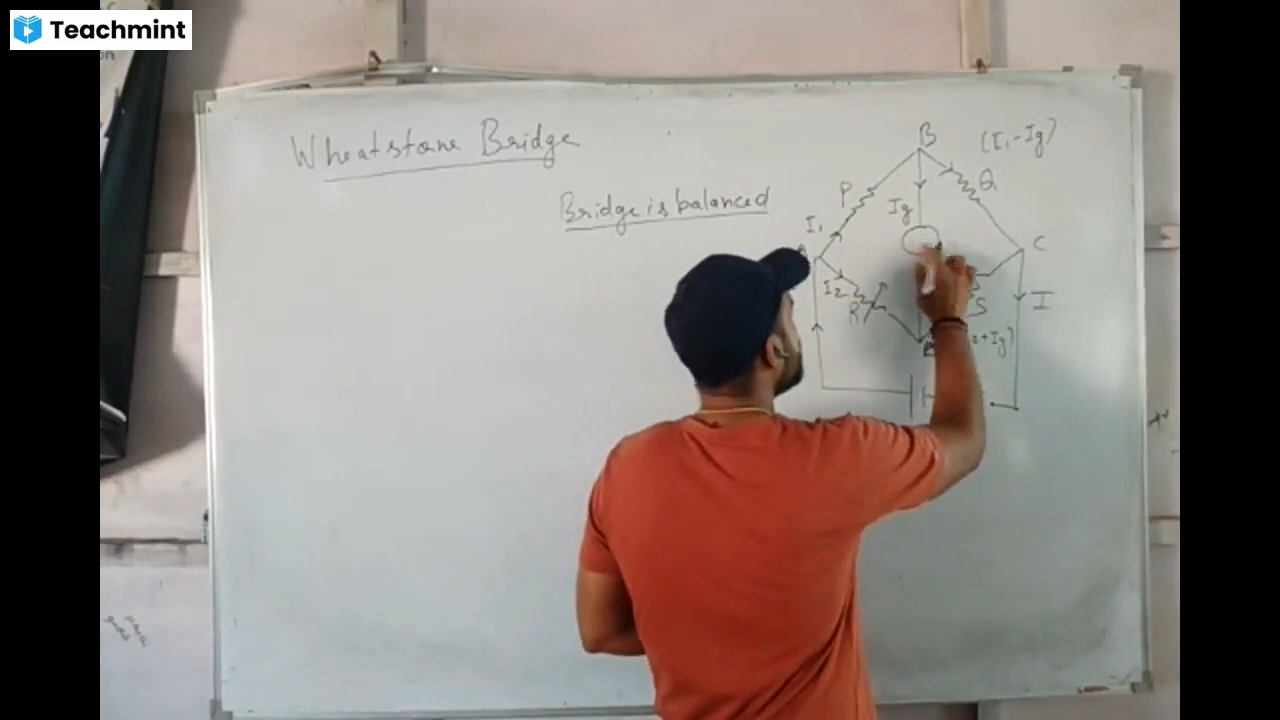 Teachmint
Wheatstone Bridge
Bridge is balanced
B
(I₁-Ig)
P
Q
I₁
Ig
C
I₂
R
S
I